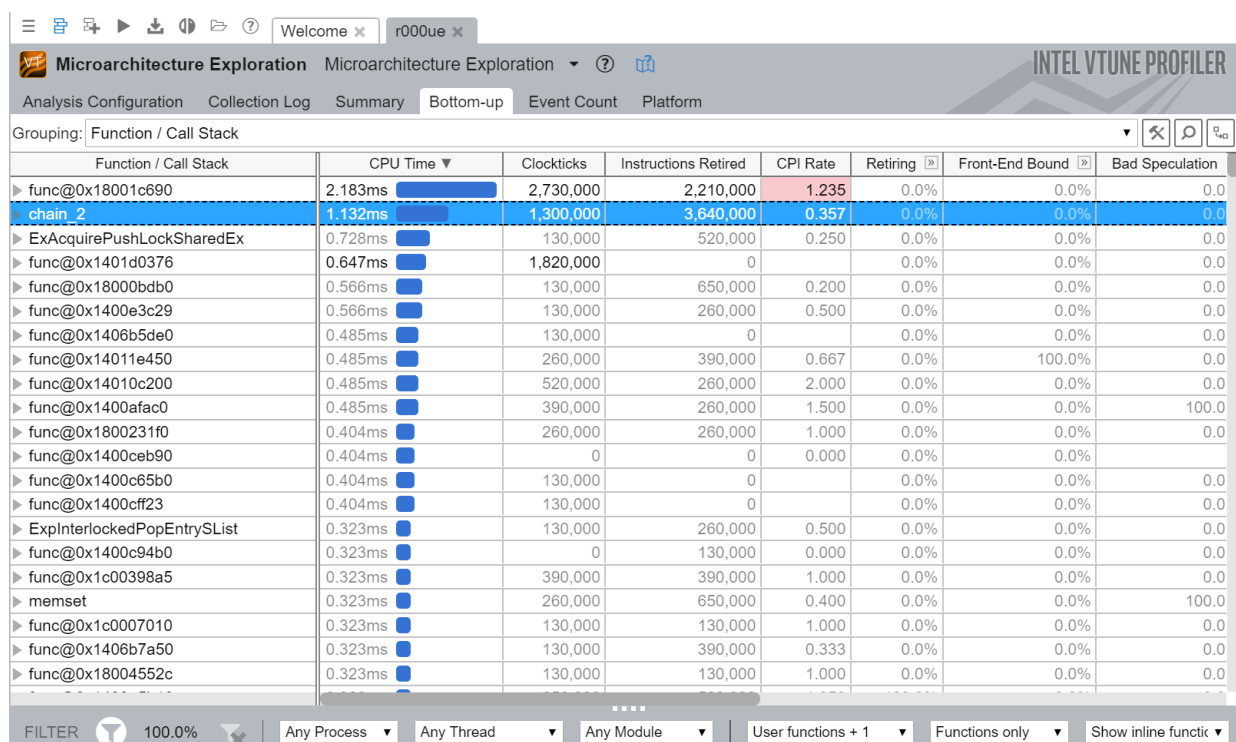 Welcome r000ue
Microarchitecture Exploration Microarchitecture Exploration INTEL VTUNE PROFILER
Analysis Configuration Collection Log Summary Bottom-up Event Count Platform
Grouping: Function / Call Stack
Function / Call Stack CPU Time Clockticks Instructions Retired CPI Rate Retiring Front-End Bound Bad Speculation
func@0x18001c690 2.183ms 2,730,000 2,210,000 1.235 0.0% 0.0% 0.0
chain_2 1.132ms 1,300,000 3,640,000 0.357 0.0% 0.0% 0.0
ExAcquirePushLockSharedEx 0.728ms 130,000 520,000 0.250 0.0% 0.0% 0.0
func@0x1401d0376 0.647ms 1,820,000 0 0.0% 0.0% 0.0
func@0x18000bdb0 0.566ms 130,000 650,000 0.200 0.0% 0.0% 0.0
func@0x1400e3c29 0.566ms 130,000 260,000 0.500 0.0% 0.0% 0.0
func@0x1406b5de0 0.485ms 130,000 0 0.0% 0.0% 0.0
func@0x14011e450 0.485ms 260,000 390,000 0.667 0.0% 100.0% 0.0
func@0x14010c200 0.485ms 520,000 260,000 2.000 0.0% 0.0% 0.0
func@0x1400afac0 0.485ms 390,000 260,000 1.500 0.0% 0.0% 100.0
func@0x1800231f0 0.404ms 260,000 260,000 1.000 0.0% 0.0% 0.0
func@0x1400ceb90 0.404ms 0 0 0.000 0.0% 0.0%
func@0x1400c65b0 0.404ms 130,000 0 0.0% 0.0% 0.0
func@0x1400cff23 0.404ms 130,000 0 0.0% 0.0% 0.0
ExpInterlockedPopEntrySList 0.323ms 130,000 260,000 0.500 0.0% 0.0% 0.0
func@0x1400c94b0 0.323ms 0 130,000 0.000 0.0% 0.0% 0.0
func@0x1c00398a5 0.323ms 390,000 390,000 1.000 0.0% 0.0% 0.0
memset 0.323ms 260,000 650,000 0.400 0.0% 0.0% 100.0
func@0x1c0007010 0.323ms 130,000 130,000 1.000 0.0% 0.0% 0.0
func@0x1406b7a50 0.323ms 130,000 390,000 0.333 0.0% 0.0% 0.0
func@0x18004552c 0.323ms 130,000 130,000 1.000 0.0% 0.0% 0.0
FILTER 100.0% Any Process Any Thread Any Module User functions + 1 Functions only Show inline functic